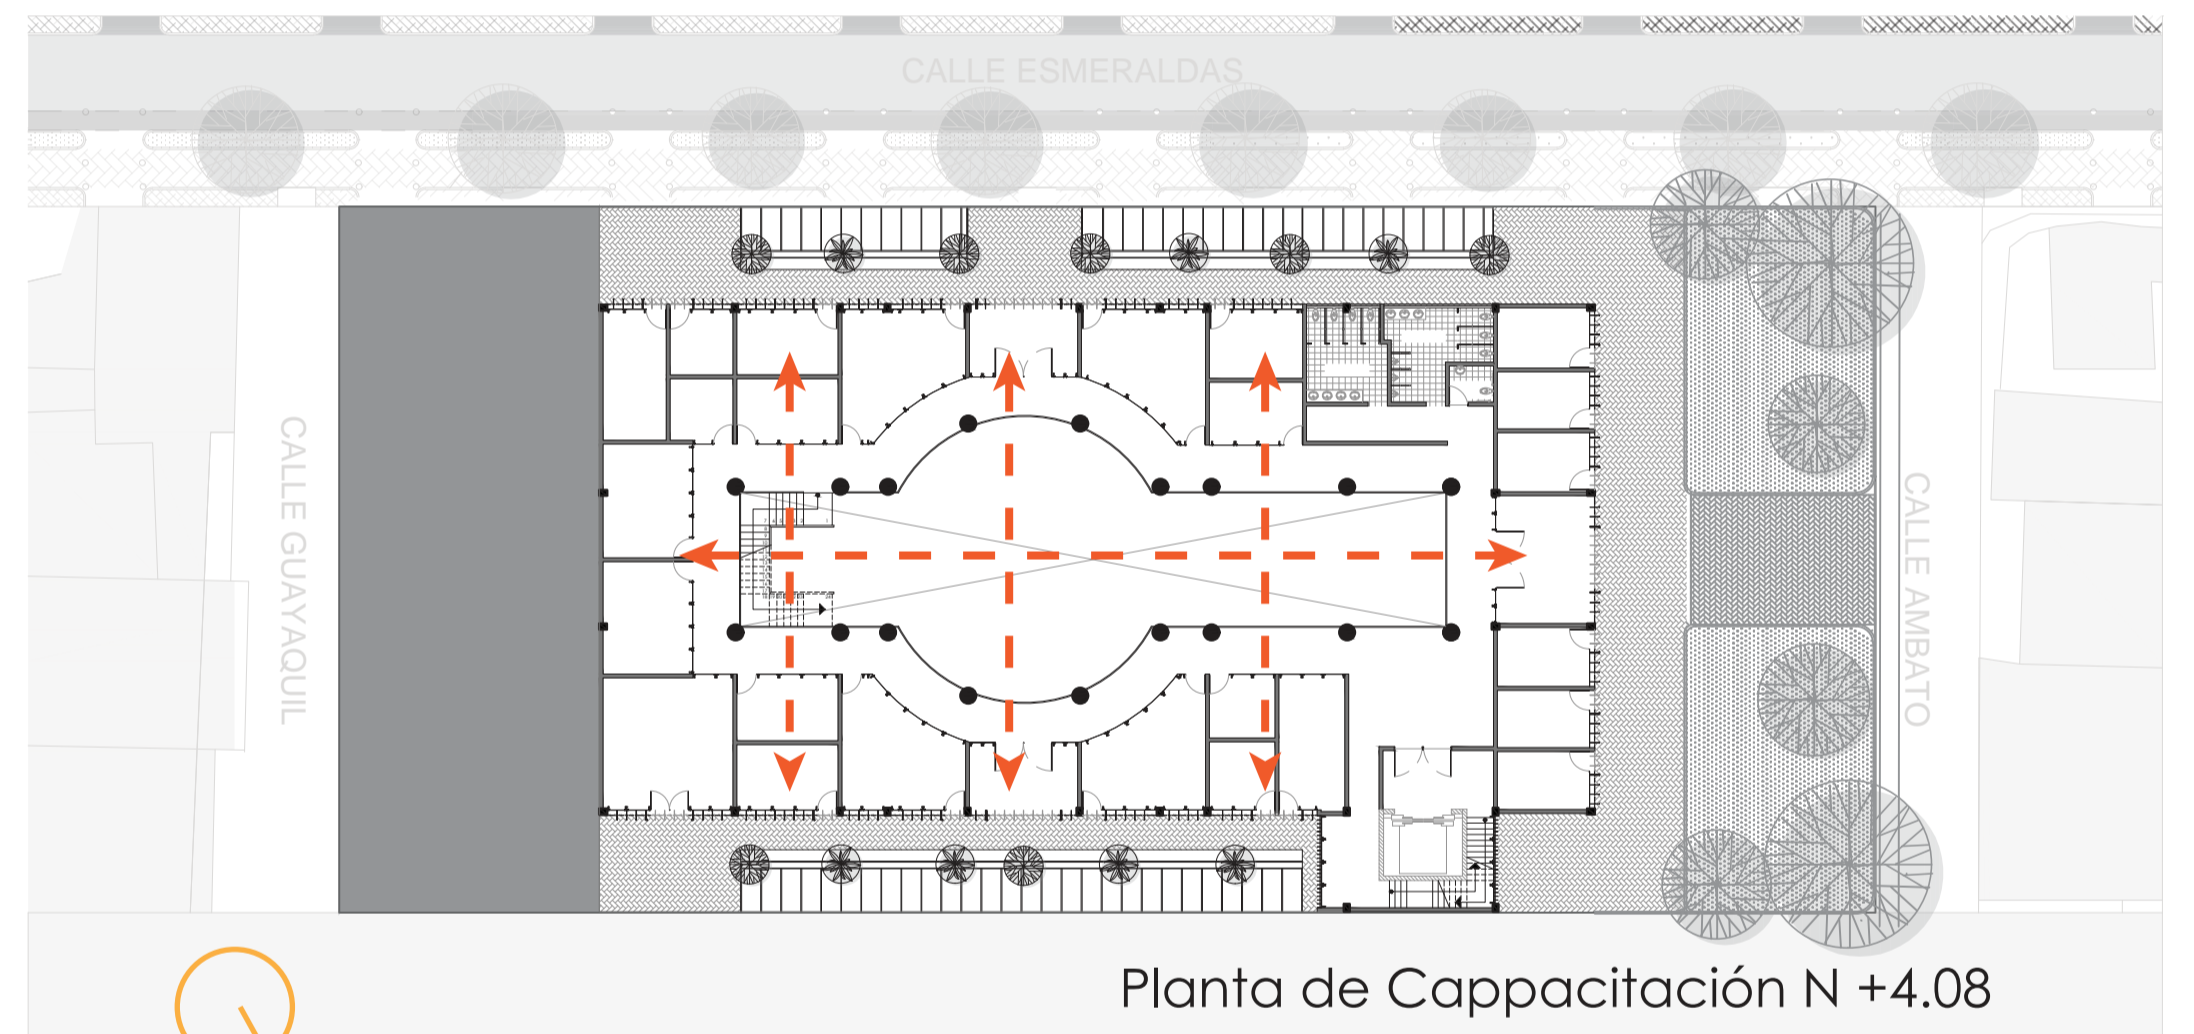 CALLE ESMERALDAS
CALLE GUAYAQUIL
CALLE AMBATO
Planta de Cappacitación N +4.08